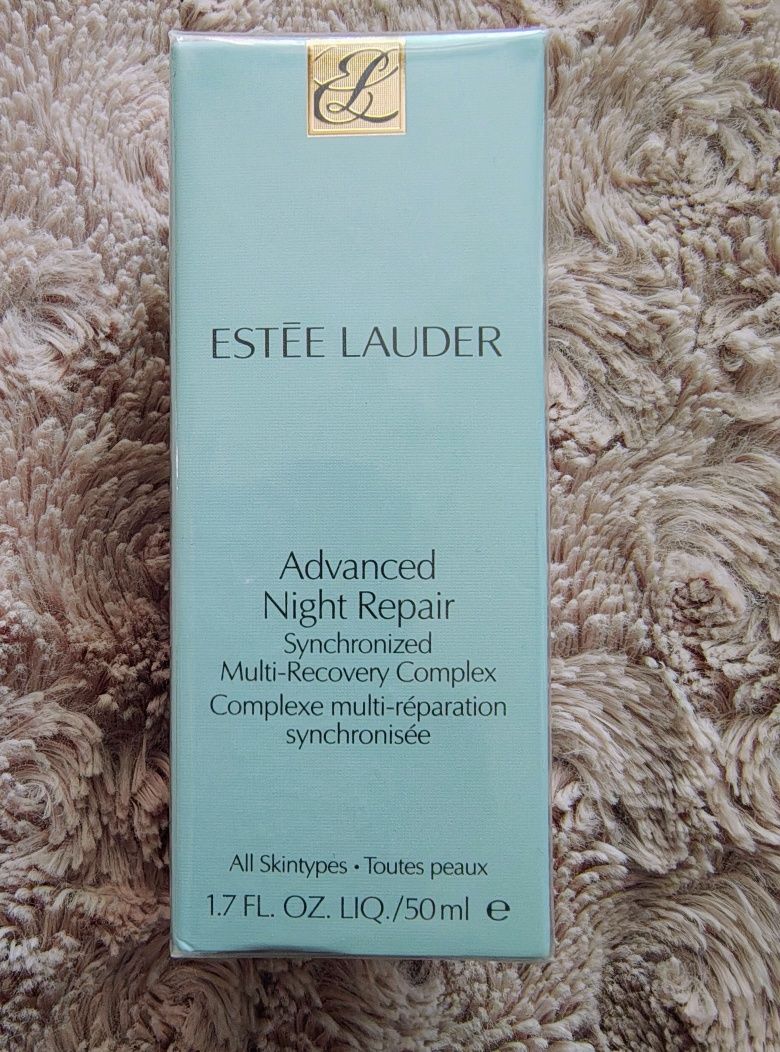 EL
ESTĒE LAUDER
Advanced
Night Repair
Synchronized
Multi-Recovery Complex
Complexe multi-réparation
synchronisée
All Skintypes • Toutes peaux
1.7 FL. OZ. LIQ./50ml ℮